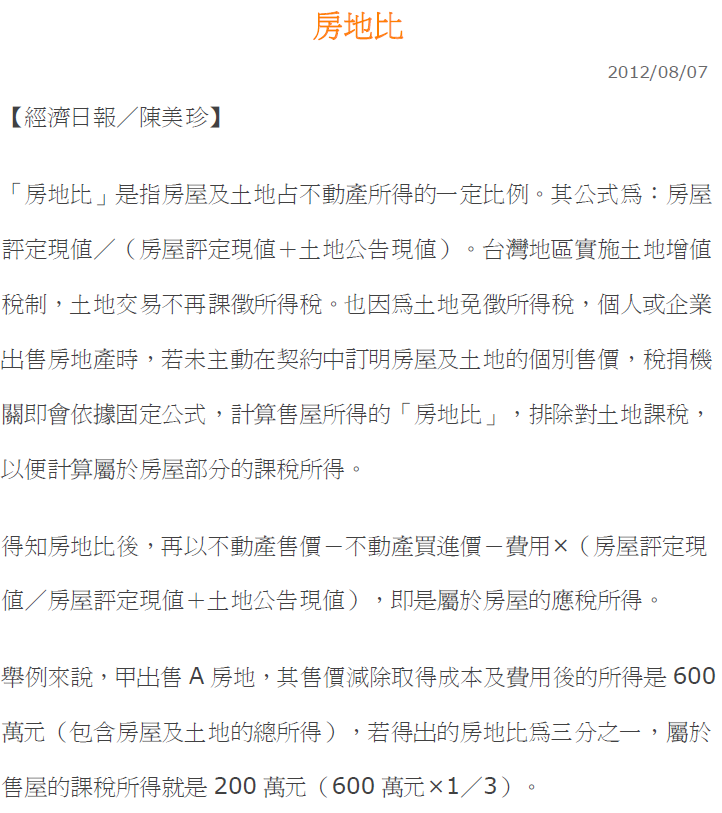 房地比
2012/08/07
【經濟日報／陳美珍】
「房地比」是指房屋及土地占不動產所得的一定比例。其公式為：房屋
評定現值／（房屋評定現值＋土地公告現值）。台灣地區實施土地增值
稅制，土地交易不再課徵所得稅。也因為土地免徵所得稅，個人或企業
出售房地產時，若未主動在契約中訂明房屋及土地的個別售價，稅捐機
關即會依據固定公式，計算售屋所得的「房地比」，排除對土地課稅，
以便計算屬於房屋部分的課稅所得。
得知房地比後，再以不動產售價－不動產買進價－費用×（房屋評定現
值／房屋評定現值＋土地公告現值），即是屬於房屋的應稅所得。
舉例來說，甲出售 A 房地，其售價減除取得成本及費用後的所得是 600
萬元（包含房屋及土地的總所得），若得出的房地比為三分之一，屬於
售屋的課稅所得就是 200 萬元（600 萬元×1／3）。